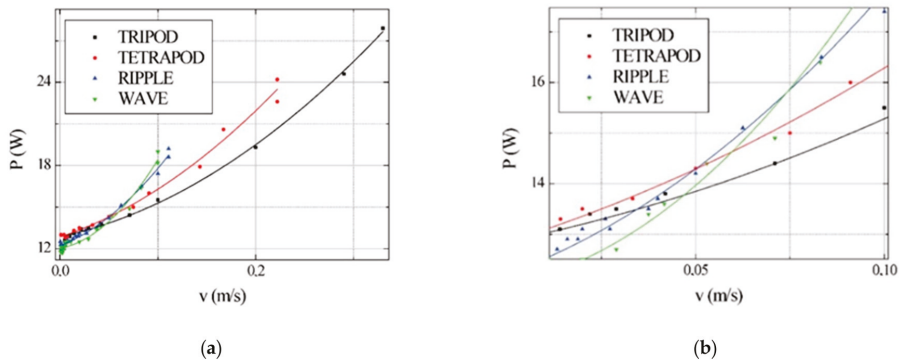 TRIPOD
TETRAPOD
RIPPLE
WAVE
P (W)
24
18
12
0.0
0.2
v (m/s)
(a)
TRIPOD
TETRAPOD
RIPPLE
WAVE
P (W)
16
14
0.05
0.10
v (m/s)
(b)